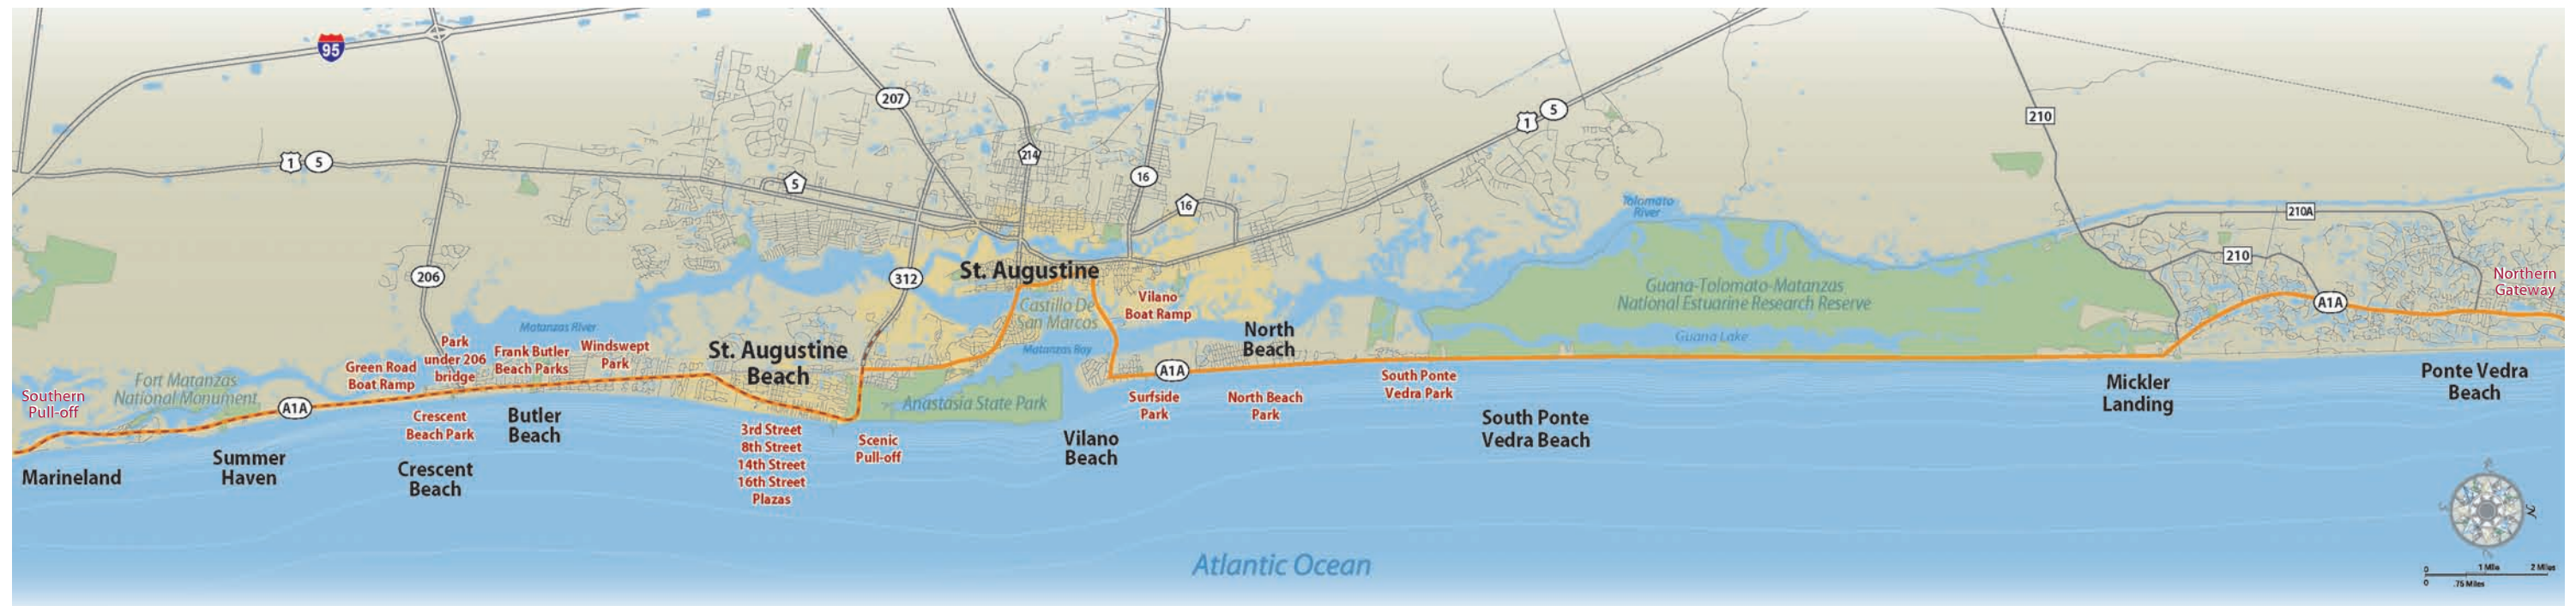 95
207
1
5
210
214
1
5
5
16
16
Tolomato
River
210A
206
312
St. Augustine
210
Northern
Gateway
Guana-Tolomato-Matanzas
National Estuarine Research Reserve
Castillo De
San Marcos
Vilano
Boat Ramp
A1A
Matanzas River
Guana Lake
North
Beach
Park
under 206
bridge
Frank Butler
Beach Parks
Windswept
Park
St. Augustine
Beach
Matanzas Bay
Green Road
Boat Ramp
Southern
Pull-off
Fort Matanzas
National Monument
A1A
A1A
South Ponte
Vedra Park
Mickler
Landing
Ponte Vedra
Beach
Crescent
Beach Park
Butler
Beach
Anastasia State Park
Surfside
Park
North Beach
Park
South Ponte
Vedra Beach
3rd Street
8th Street
14th Street
16th Street
Plazas
Scenic
Pull-off
Vilano
Beach
Marineland
Summer
Haven
Crescent
Beach
N
Atlantic Ocean
0
1 Mile
2 Miles
0
.75 Miles